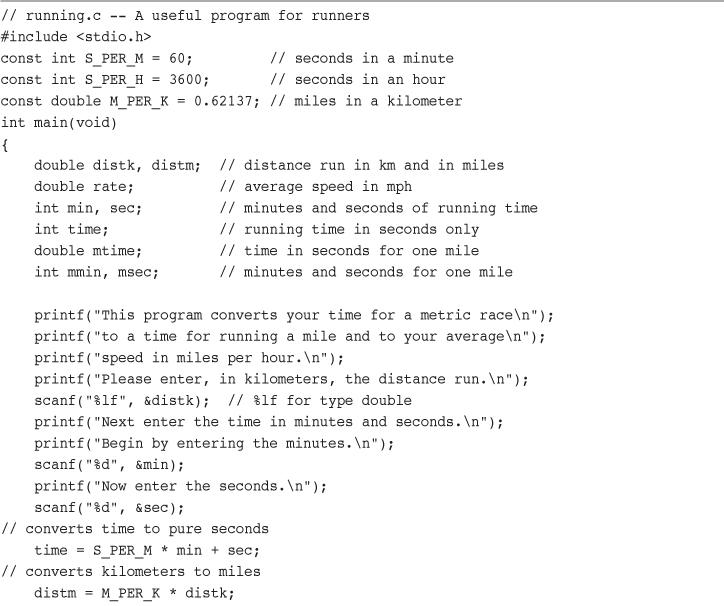 // running.c -- A useful program for runners
#include <stdio.h>
const int S_PER_M = 60;         // seconds in a minute
const int S_PER_H = 3600;       // seconds in an hour
const double M_PER_K = 0.62137; // miles in a kilometer
int main(void)
{
    double distk, distm;  // distance run in km and in miles
    double rate;          // average speed in mph
    int min, sec;         // minutes and seconds of running time
    int time;             // running time in seconds only
    double mtime;         // time in seconds for one mile
    int mmin, msec;       // minutes and seconds for one mile

    printf("This program converts your time for a metric race\n");
    printf("to a time for running a mile and to your average\n");
    printf("speed in miles per hour.\n");
    printf("Please enter, in kilometers, the distance run.\n");
    scanf("%lf", &distk);  // %lf for type double
    printf("Next enter the time in minutes and seconds.\n");
    printf("Begin by entering the minutes.\n");
    scanf("%d", &min);
    printf("Now enter the seconds.\n");
    scanf("%d", &sec);
// converts time to pure seconds
    time = S_PER_M * min + sec;
// converts kilometers to miles
    distm = M_PER_K * distk;